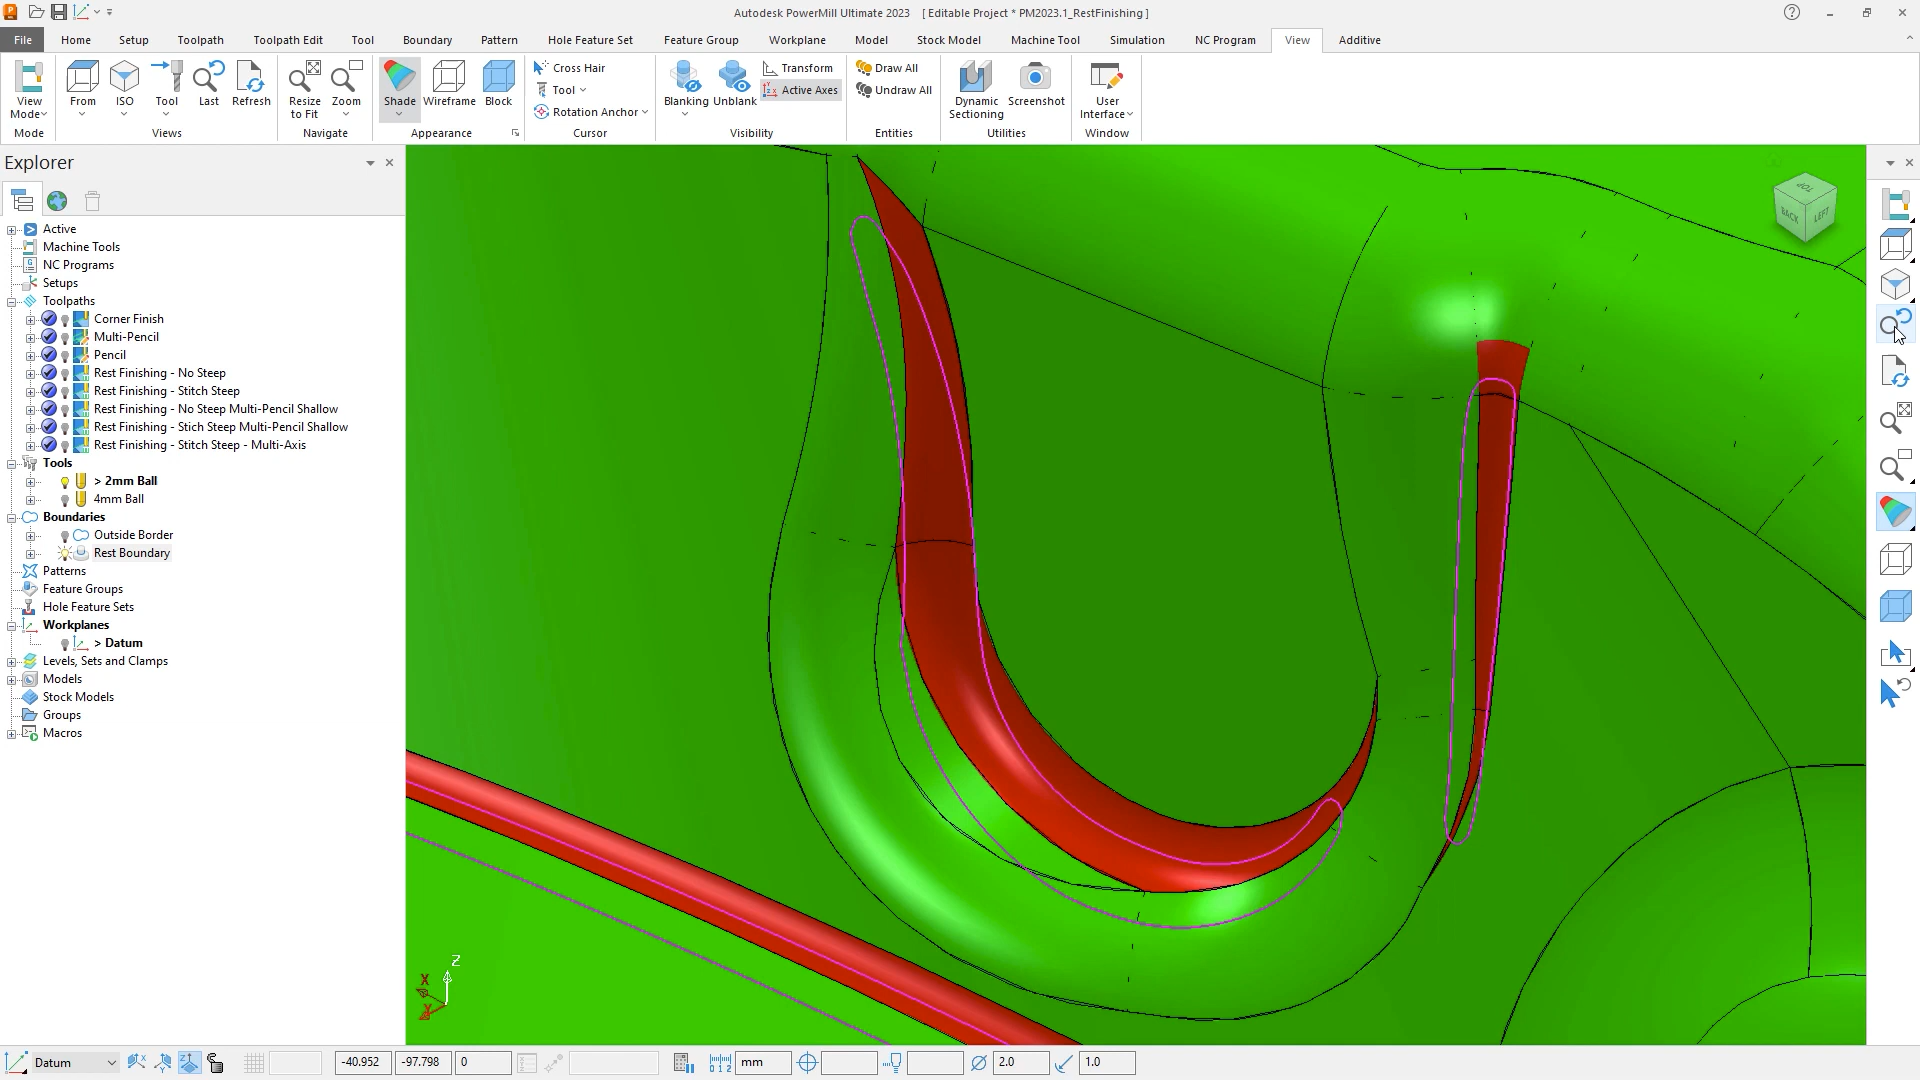 Autodesk PowerMill Ultimate 2023 [ Editable Project * PM2023.1_RestFinishing ]
File Home Setup Toolpath Toolpath Edit Tool Boundary Pattern Hole Feature Set Feature Group Workplane Model Stock Model Machine Tool Simulation NC Program View Additive
Cross Hair Transform Draw All
Tool Active Axes Undraw All
Rotation Anchor
View Mode From ISO Tool Last Refresh Resize to Fit Zoom Shade Wireframe Block Blanking Unblank Dynamic Sectioning Screenshot User Interface
Mode Views Navigate Appearance Cursor Visibility Entities Utilities Window
Explorer
Active
Machine Tools
NC Programs
Setups
Toolpaths
Corner Finish
Multi-Pencil
Pencil
Rest Finishing - No Steep
Rest Finishing - Stitch Steep
Rest Finishing - No Steep Multi-Pencil Shallow
Rest Finishing - Stich Steep Multi-Pencil Shallow
Rest Finishing - Stitch Steep - Multi-Axis
Tools
> 2mm Ball
4mm Ball
Boundaries
Outside Border
Rest Boundary
Patterns
Feature Groups
Hole Feature Sets
Workplanes
> Datum
Levels, Sets and Clamps
Models
Stock Models
Groups
Macros
TOP
BACK LEFT
Z
X
Y
Datum -40.952 -97.798 0 mm 2.0 1.0